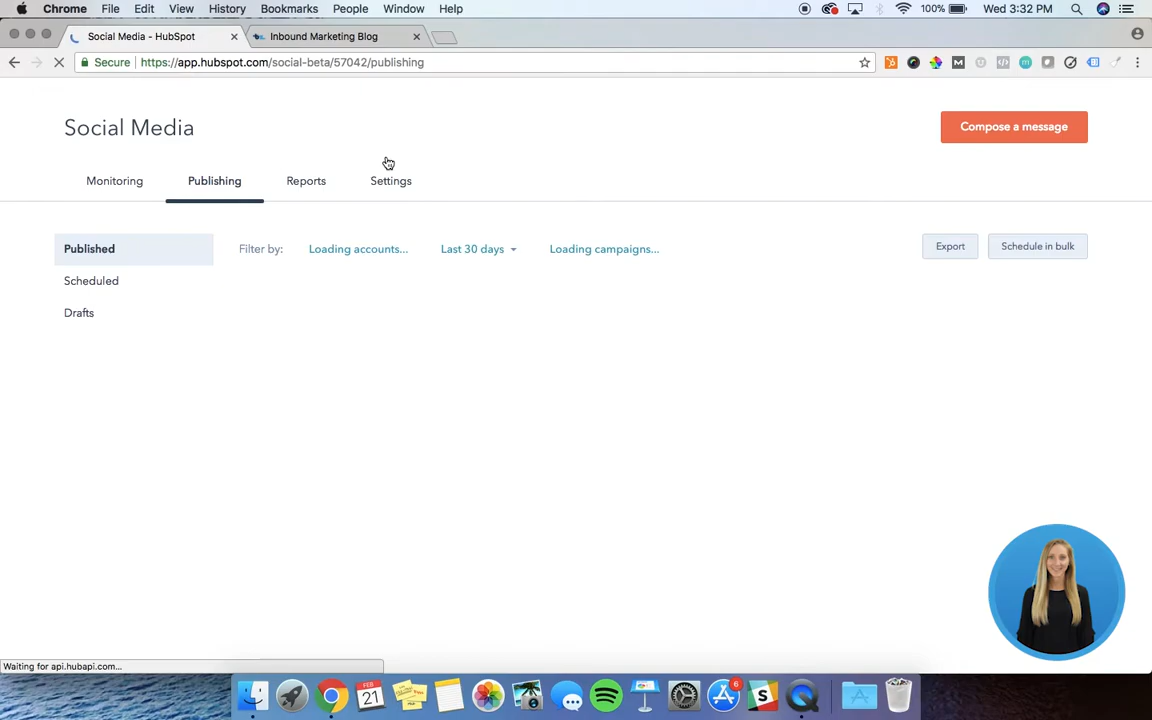 Chrome File Edit View History Bookmarks People Window Help 100% Wed 3:32 PM
Social Media - HubSpot Inbound Marketing Blog
Secure https://app.hubspot.com/social-beta/57042/publishing
Social Media
Compose a message
Monitoring Publishing Reports Settings
Published
Filter by: Loading accounts... Last 30 days Loading campaigns... Export Schedule in bulk
Scheduled
Drafts
Waiting for api.hubapi.com...
FEB
21
6